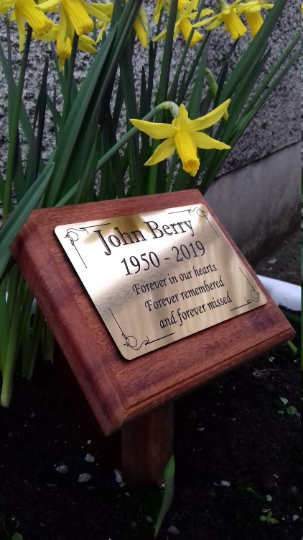 John Berry
1950 - 2019
Forever in our hearts
Forever remembered
and forever missed